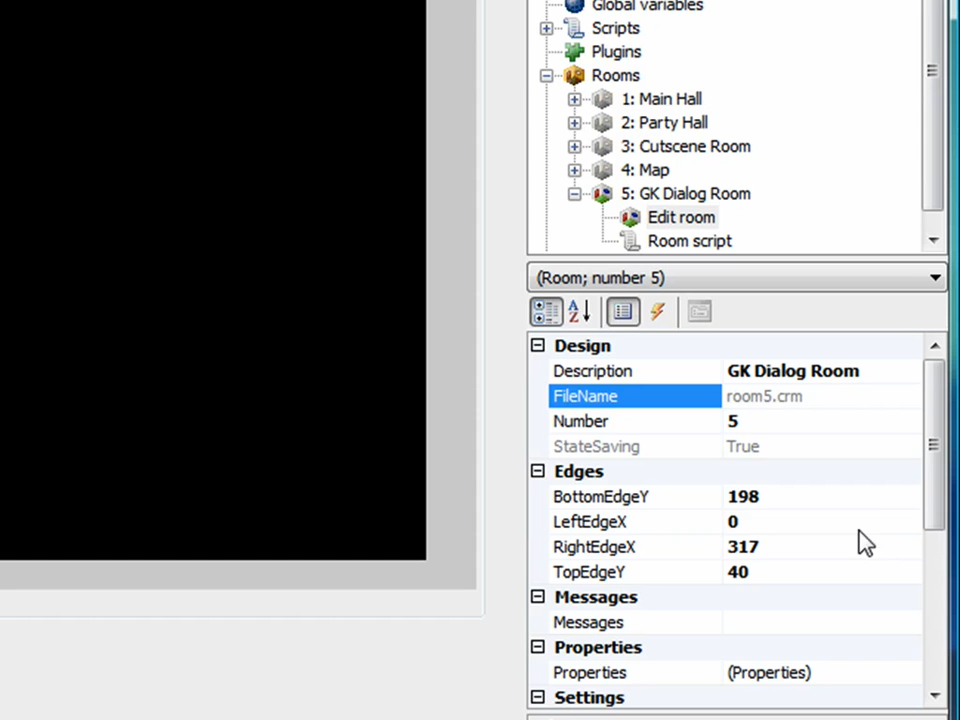 Global variables
Scripts
Plugins
Rooms
1: Main Hall
2: Party Hall
3: Cutscene Room
4: Map
5: GK Dialog Room
Edit room
Room script
(Room; number 5)
A
Z
Design
Description GK Dialog Room
FileName room5.crm
Number 5
StateSaving True
Edges
BottomEdgeY 198
LeftEdgeX 0
RightEdgeX 317
TopEdgeY 40
Messages
Messages
Properties
Properties (Properties)
Settings